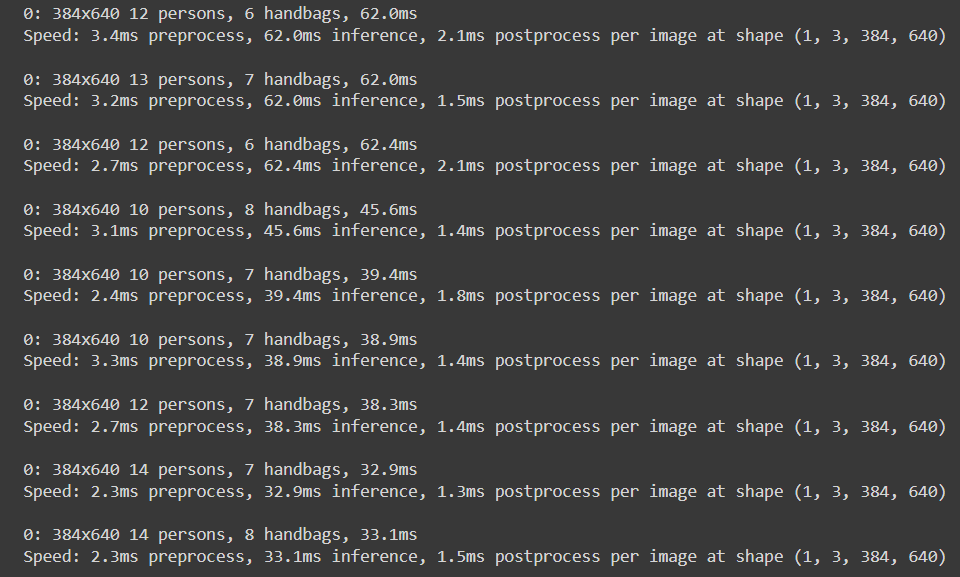 0: 384x640 12 persons, 6 handbags, 62.0ms
Speed: 3.4ms preprocess, 62.0ms inference, 2.1ms postprocess per image at shape (1, 3, 384, 640)
0: 384x640 13 persons, 7 handbags, 62.0ms
Speed: 3.2ms preprocess, 62.0ms inference, 1.5ms postprocess per image at shape (1, 3, 384, 640)
0: 384x640 12 persons, 6 handbags, 62.4ms
Speed: 2.7ms preprocess, 62.4ms inference, 2.1ms postprocess per image at shape (1, 3, 384, 640)
0: 384x640 10 persons, 8 handbags, 45.6ms
Speed: 3.1ms preprocess, 45.6ms inference, 1.4ms postprocess per image at shape (1, 3, 384, 640)
0: 384x640 10 persons, 7 handbags, 39.4ms
Speed: 2.4ms preprocess, 39.4ms inference, 1.8ms postprocess per image at shape (1, 3, 384, 640)
0: 384x640 10 persons, 7 handbags, 38.9ms
Speed: 3.3ms preprocess, 38.9ms inference, 1.4ms postprocess per image at shape (1, 3, 384, 640)
0: 384x640 12 persons, 7 handbags, 38.3ms
Speed: 2.7ms preprocess, 38.3ms inference, 1.4ms postprocess per image at shape (1, 3, 384, 640)
0: 384x640 14 persons, 7 handbags, 32.9ms
Speed: 2.3ms preprocess, 32.9ms inference, 1.3ms postprocess per image at shape (1, 3, 384, 640)
0: 384x640 14 persons, 8 handbags, 33.1ms
Speed: 2.3ms preprocess, 33.1ms inference, 1.5ms postprocess per image at shape (1, 3, 384, 640)